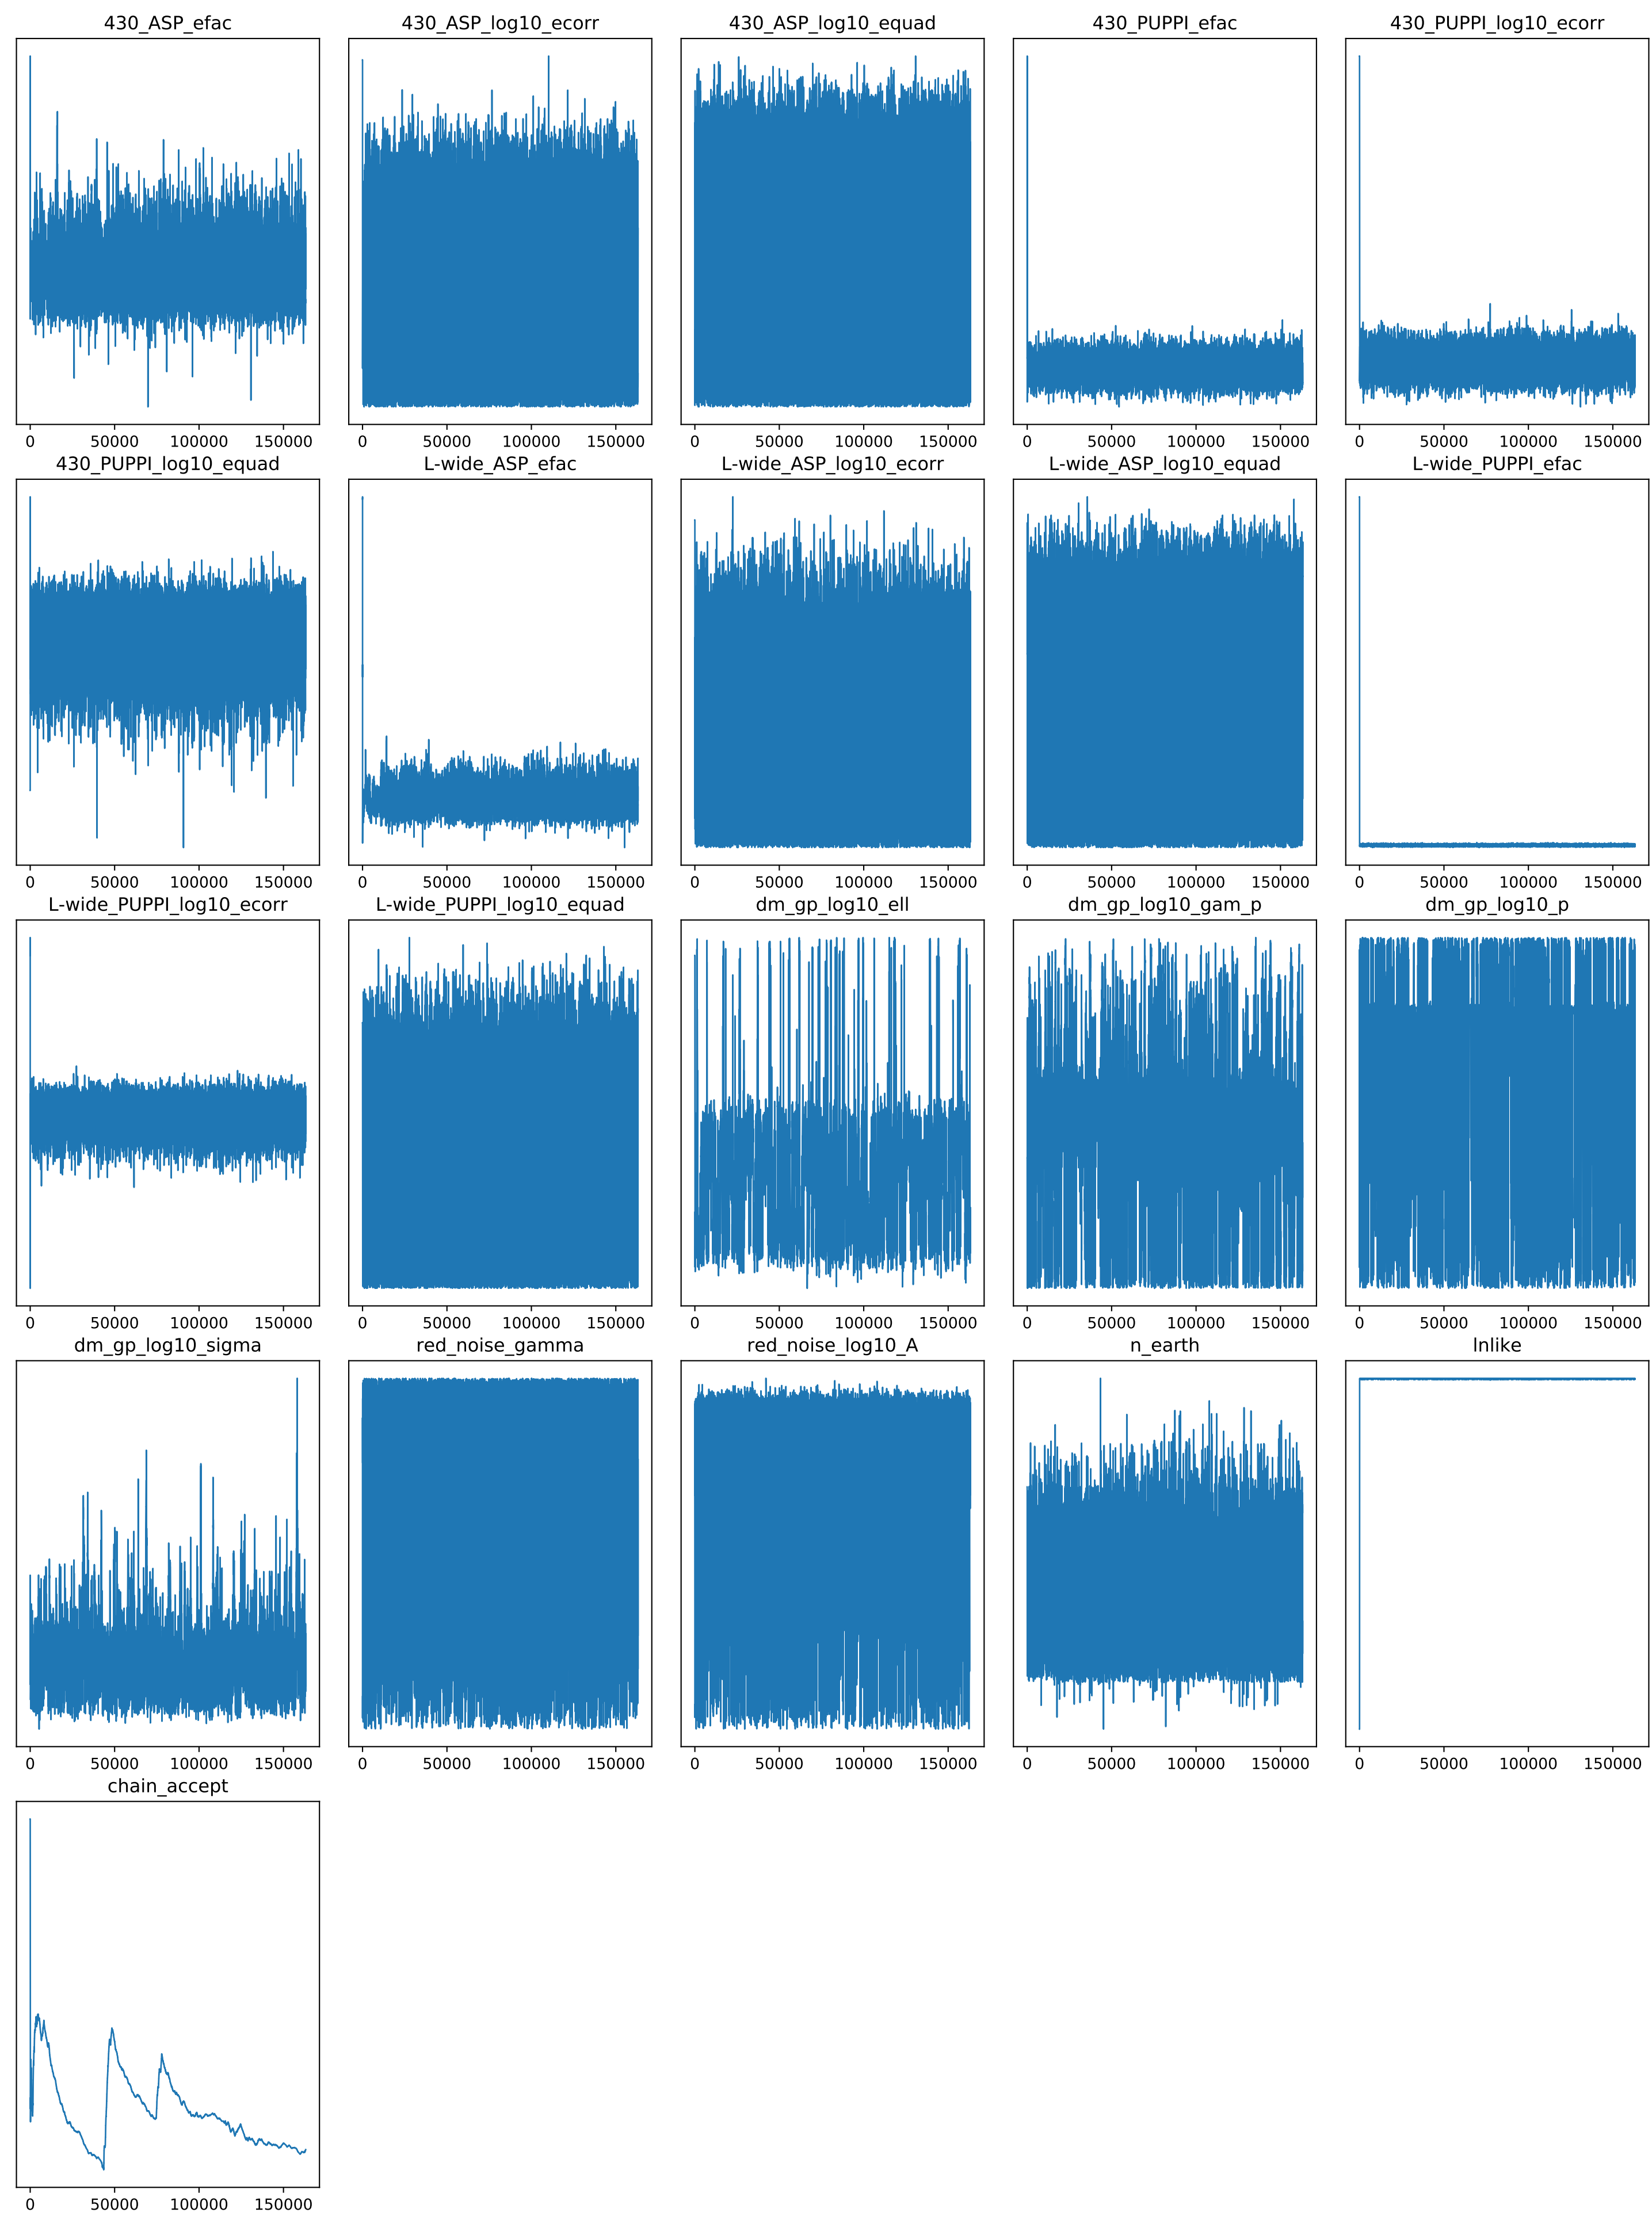 430_ASP_efac 430_ASP_log10_ecorr 430_ASP_log10_equad 430_PUPPI_efac 430_PUPPI_log10_ecorr
0 50000 100000 150000 0 50000 100000 150000 0 50000 100000 150000 0 50000 100000 150000 0 50000 100000 150000
430_PUPPI_log10_equad L-wide_ASP_efac L-wide_ASP_log10_ecorr L-wide_ASP_log10_equad L-wide_PUPPI_efac
0 50000 100000 150000 0 50000 100000 150000 0 50000 100000 150000 0 50000 100000 150000 0 50000 100000 150000
L-wide_PUPPI_log10_ecorr L-wide_PUPPI_log10_equad dm_gp_log10_ell dm_gp_log10_gam_p dm_gp_log10_p
0 50000 100000 150000 0 50000 100000 150000 0 50000 100000 150000 0 50000 100000 150000 0 50000 100000 150000
dm_gp_log10_sigma red_noise_gamma red_noise_log10_A n_earth lnlike
0 50000 100000 150000 0 50000 100000 150000 0 50000 100000 150000 0 50000 100000 150000 0 50000 100000 150000
chain_accept
0 50000 100000 150000